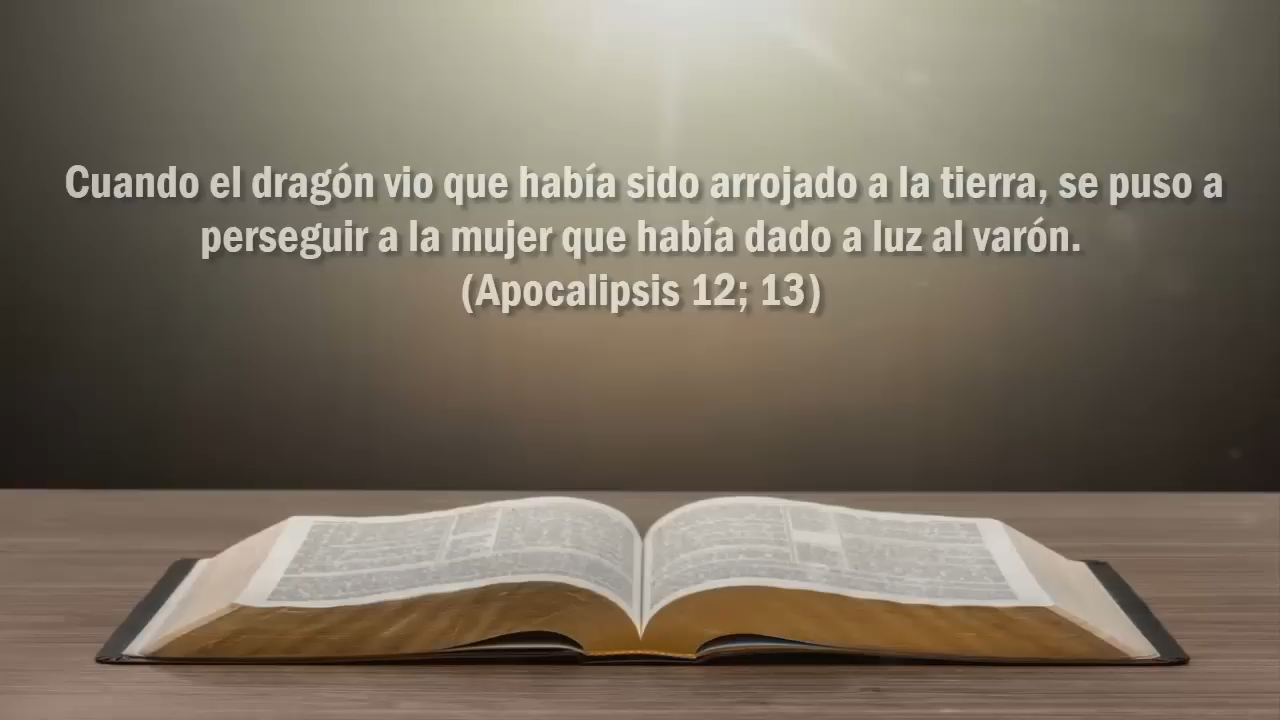 Cuando el dragón vio que había sido arrojado a la tierra, se puso a
perseguir a la mujer que había dado a luz al varón.
(Apocalipsis 12; 13)